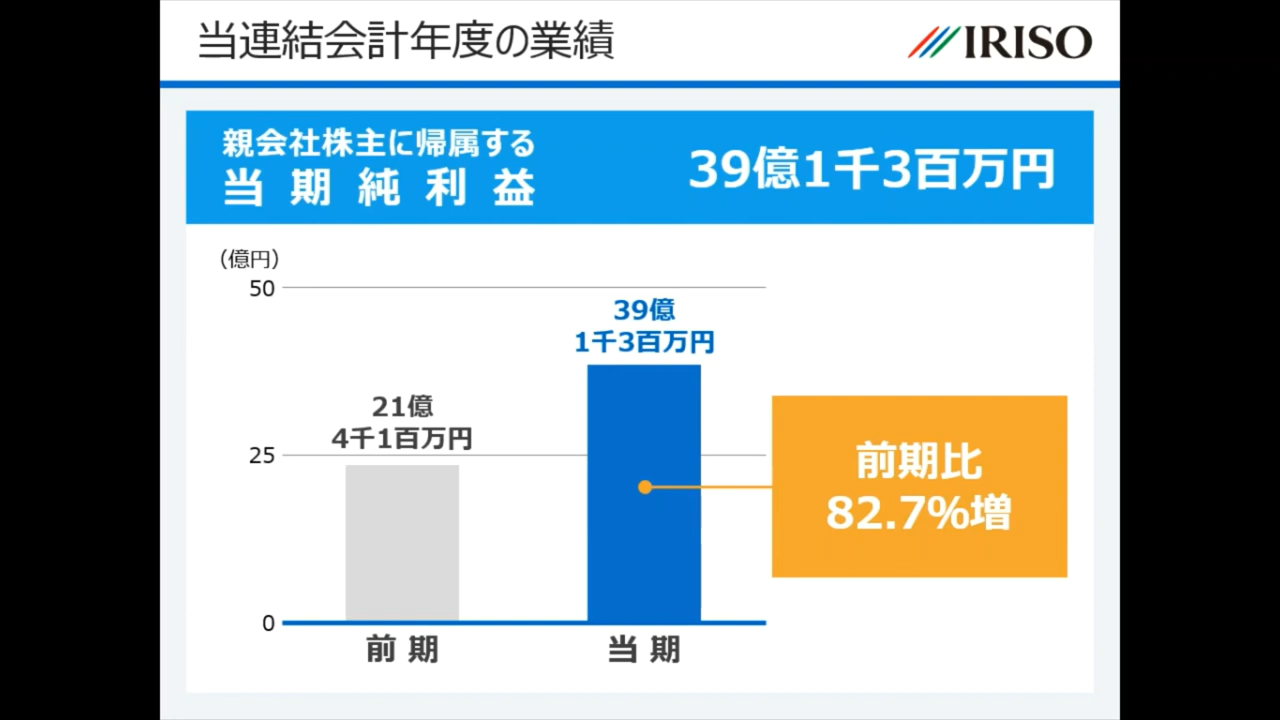 当連結会計年度の業績
IRISO
親会社株主に帰属する
当期純利益
39億1千3百万円
（億円）
50
39億
1千3百万円
21億
4千1百万円
25
前期比
82.7%増
0
前期
当期